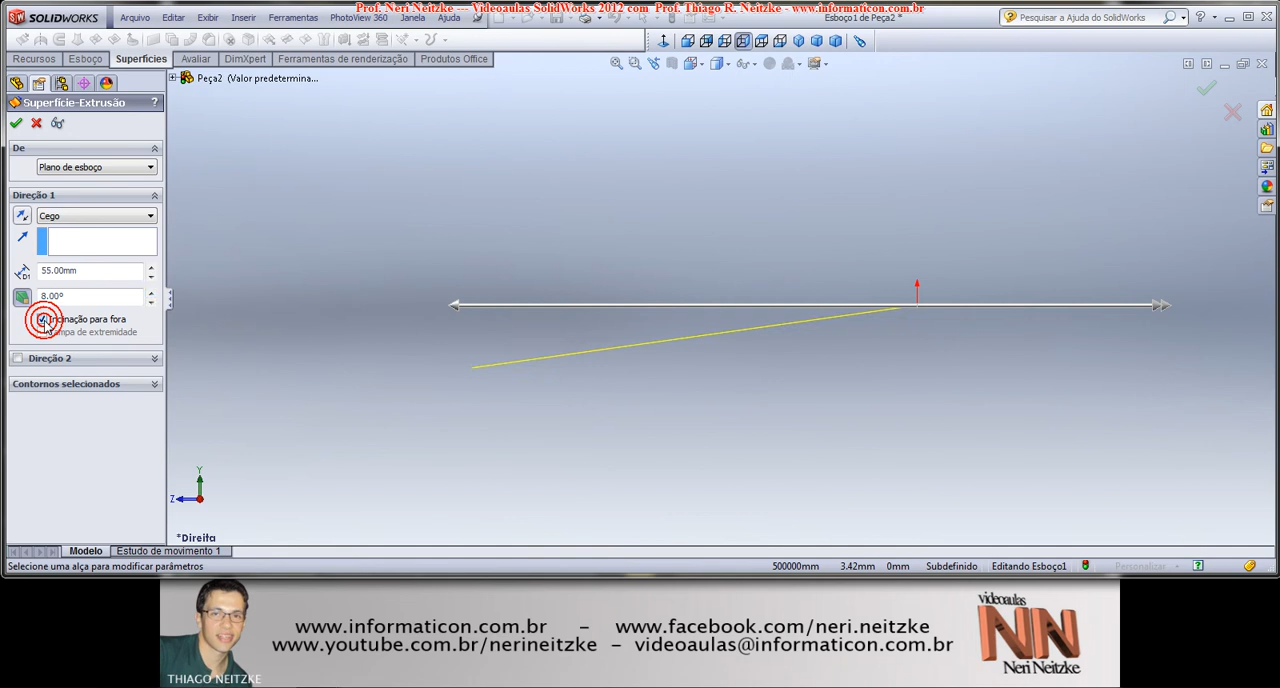 Prof. Neri Neitzke --- Videoaulas SolidWorks 2012 com Prof. Thiago R. Neitzke - www.informaticon.com.br
SOLIDWORKS
Arquivo Editar Exibir Inserir Ferramentas PhotoView 360 Janela Ajuda
Esboço1 de Peça2 *
Pesquisar a Ajuda do SolidWorks
Recursos Esboço Superfícies Avaliar DimXpert Ferramentas de renderização Produtos Office
Peça2 (Valor predetermina...
Superfície-Extrusão ?
De
Plano de esboço
Direção 1
Cego
D1 55.00mm
8.00º
Inclinação para fora
ampa de extremidade
Direção 2
Contornos selecionados
Y
Z
*Direita
Modelo Estudo de movimento 1
Selecione uma alça para modificar parâmetros
500000mm 3.42mm 0mm Subdefinido Editando Esboço1 Personalizar
www.informaticon.com.br - www.facebook.com/neri.neitzke
www.youtube.com.br/nerineitzke - videoaulas@informaticon.com.br
THIAGO NEITZKE
videoaulas
NN
Neri Neitzke